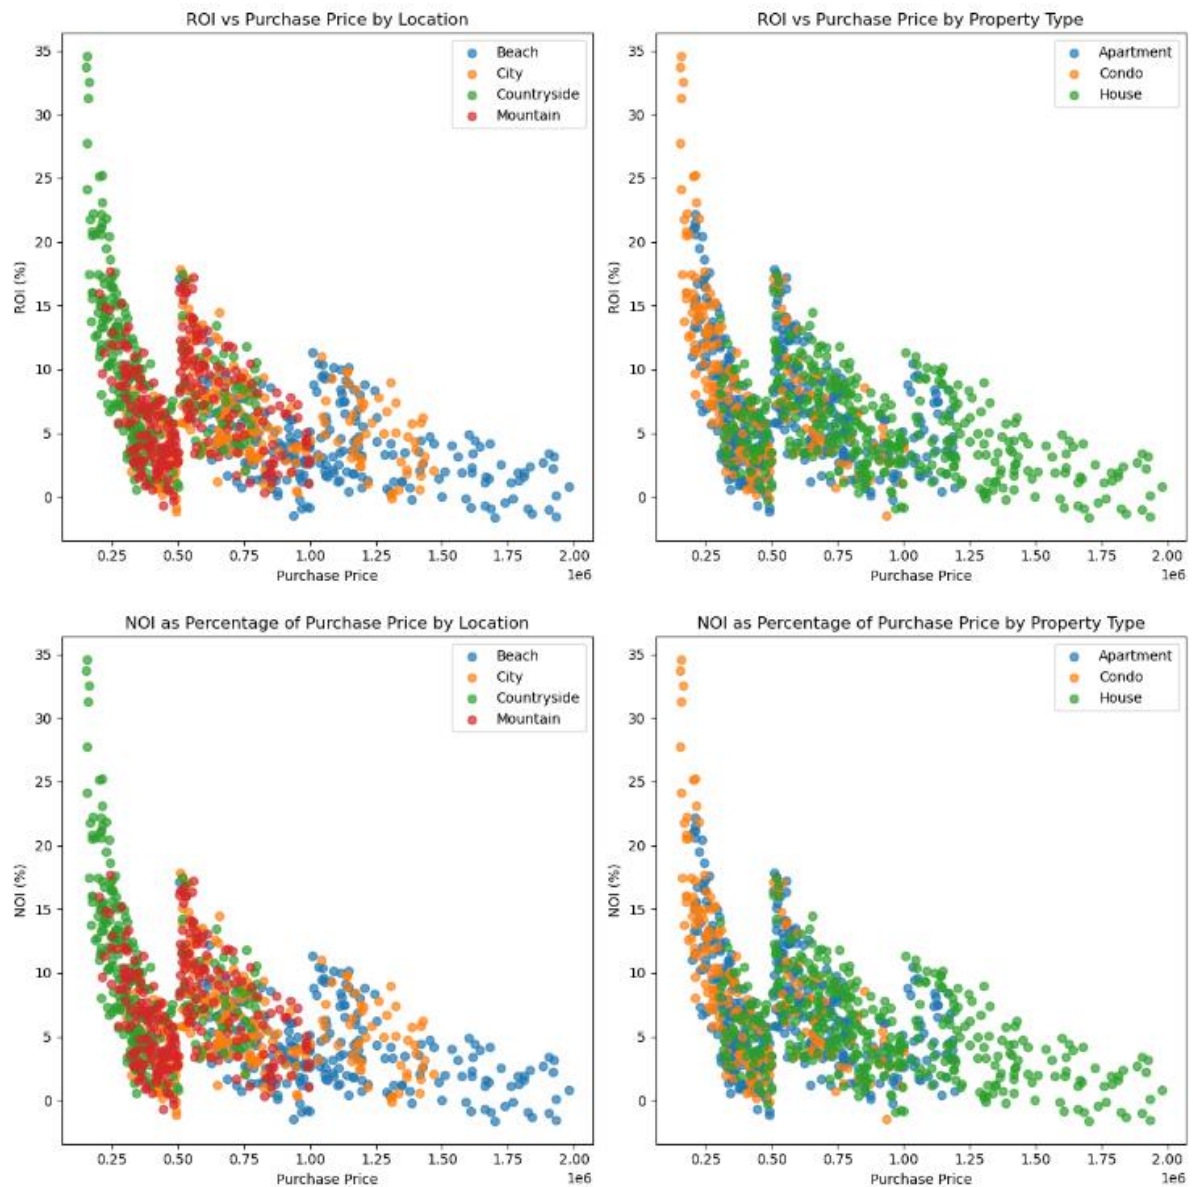 ROI vs Purchase Price by Location
35
30
25
20
15
10
5
0
ROI (%)
Beach
City
Countryside
Mountain
0.25 0.50 0.75 1.00 1.25 1.50 1.75 2.00
1e6
Purchase Price
ROI vs Purchase Price by Property Type
35
30
25
20
15
10
5
0
ROI (%)
Apartment
Condo
House
0.25 0.50 0.75 1.00 1.25 1.50 1.75 2.00
1e6
Purchase Price
NOI as Percentage of Purchase Price by Location
35
30
25
20
15
10
5
0
NOI (%)
Beach
City
Countryside
Mountain
0.25 0.50 0.75 1.00 1.25 1.50 1.75 2.00
1e6
Purchase Price
NOI as Percentage of Purchase Price by Property Type
35
30
25
20
15
10
5
0
NOI (%)
Apartment
Condo
House
0.25 0.50 0.75 1.00 1.25 1.50 1.75 2.00
1e6
Purchase Price